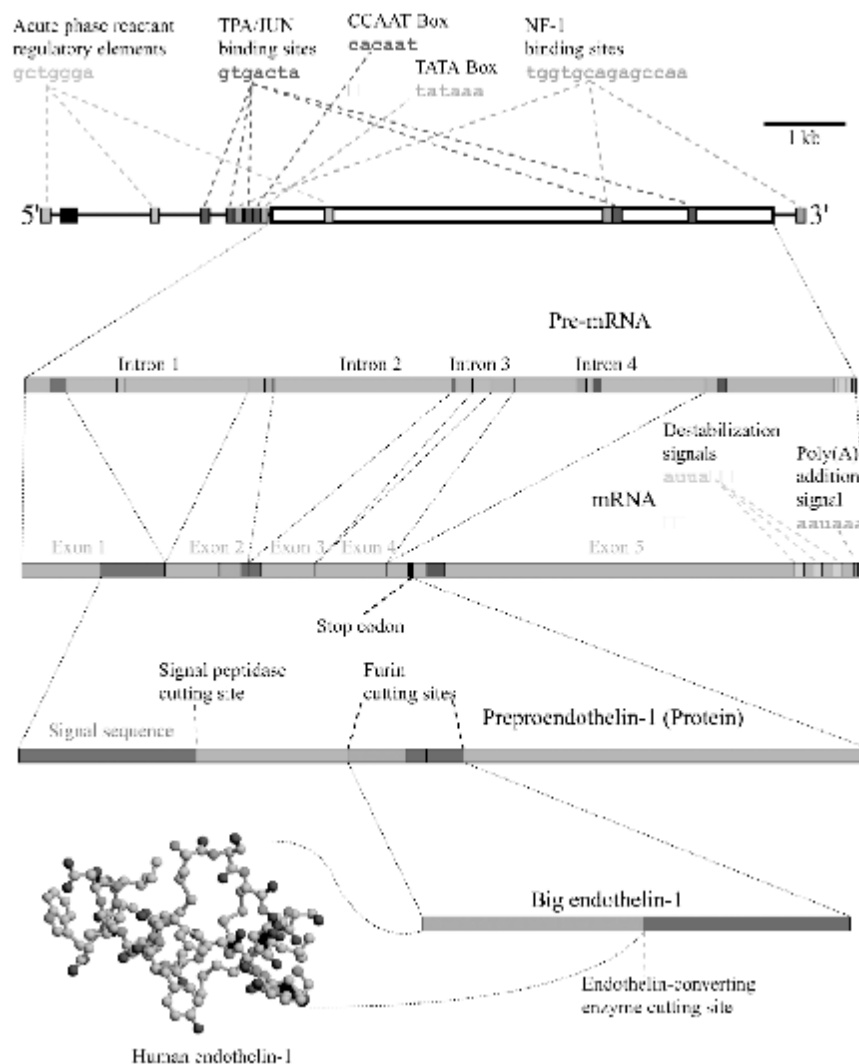 Acute phase reactant
regulatory elements
gctggga
TPA/JUN
binding sites
gtgacta
CCAAT Box
cacaat
TATA Box
tataaa
NF-1
binding sites
tggtgcagagccaa
1 kb
5'
3'
Pre-mRNA
Intron 1
Intron 2
Intron 3
Intron 4
Destabilization
signals
auua
Poly(A)
addition
signal
aauaaa
mRNA
Exon 1
Exon 2
Exon 3
Exon 4
Exon 5
Stop codon
Signal peptidase
cutting site
Furin
cutting sites
Preproendothelin-1 (Protein)
Signal sequence
Big endothelin-1
Endothelin-converting
enzyme cutting site
Human endothelin-1